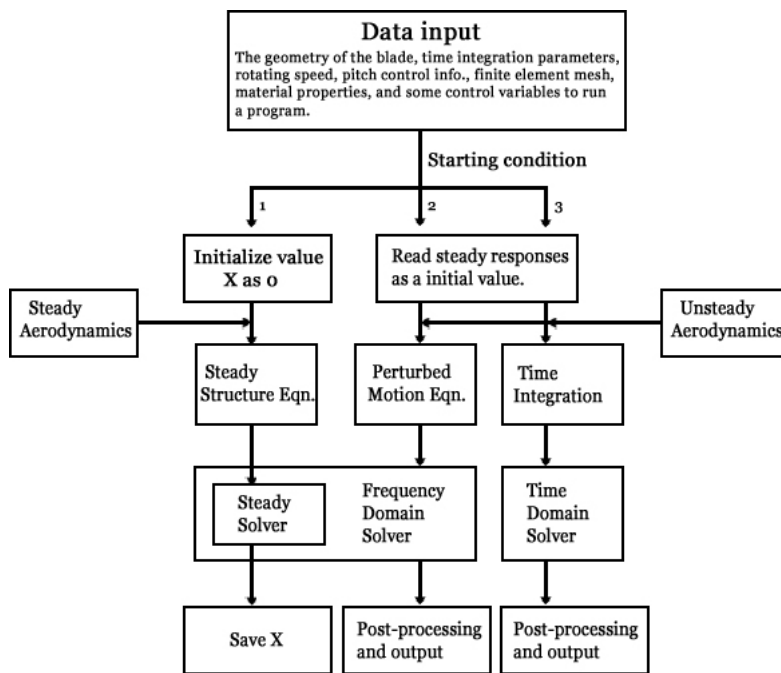 Data input
The geometry of the blade, time integration parameters,
rotating speed, pitch control info., finite element mesh,
material properties, and some control variables to run
a program.
Starting condition
1
2
3
Initialize value
X as 0
Read steady responses
as a initial value.
Steady
Aerodynamics
Unsteady
Aerodynamics
Steady
Structure Eqn.
Perturbed
Motion Eqn.
Time
Integration
Steady
Solver
Frequency
Domain
Solver
Time
Domain
Solver
Save X
Post-processing
and output
Post-processing
and output